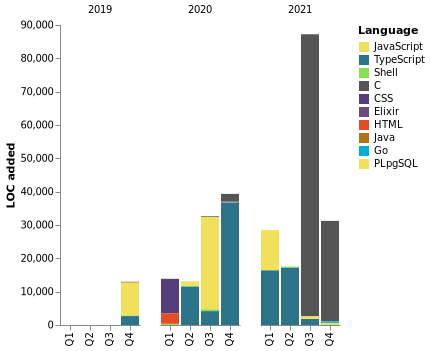 2019 2020 2021
Language
JavaScript
TypeScript
Shell
C
CSS
Elixir
HTML
Java
Go
PLpgSQL
LOC added
90,000
80,000
70,000
60,000
50,000
40,000
30,000
20,000
10,000
0
Q1 Q2 Q3 Q4 Q1 Q2 Q3 Q4 Q1 Q2 Q3 Q4